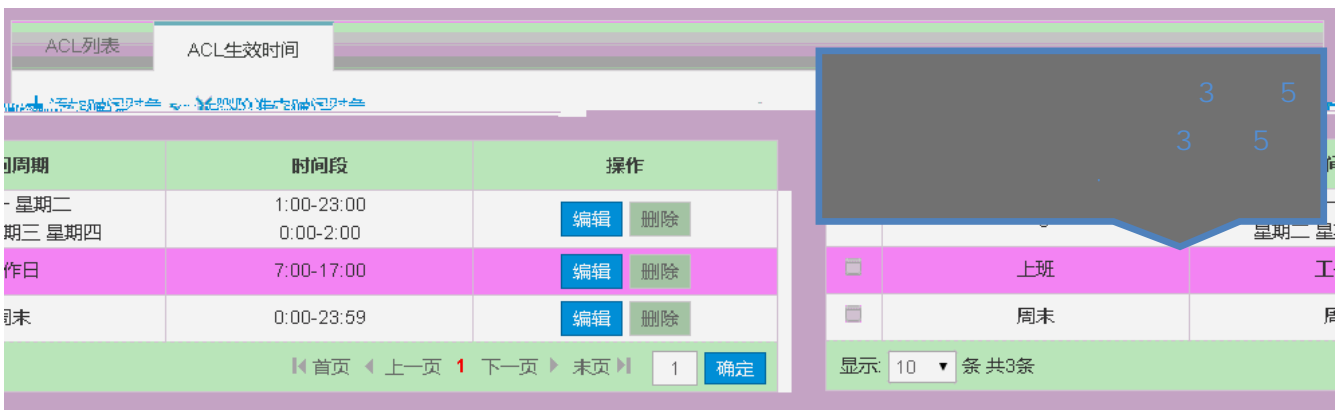 ACL列表 ACL生效时间
3 5
3 5
周期 时间段 操作
星期二 1:00-23:00 编辑 删除
期三 星期四 0:00-2:00
星期二
作日 7:00-17:00 编辑 删除 上班 工
末 0:00-23:59 编辑 删除 周末
首页 上一页 1 下一页 末页 1 确定 显示: 10 条 共3条